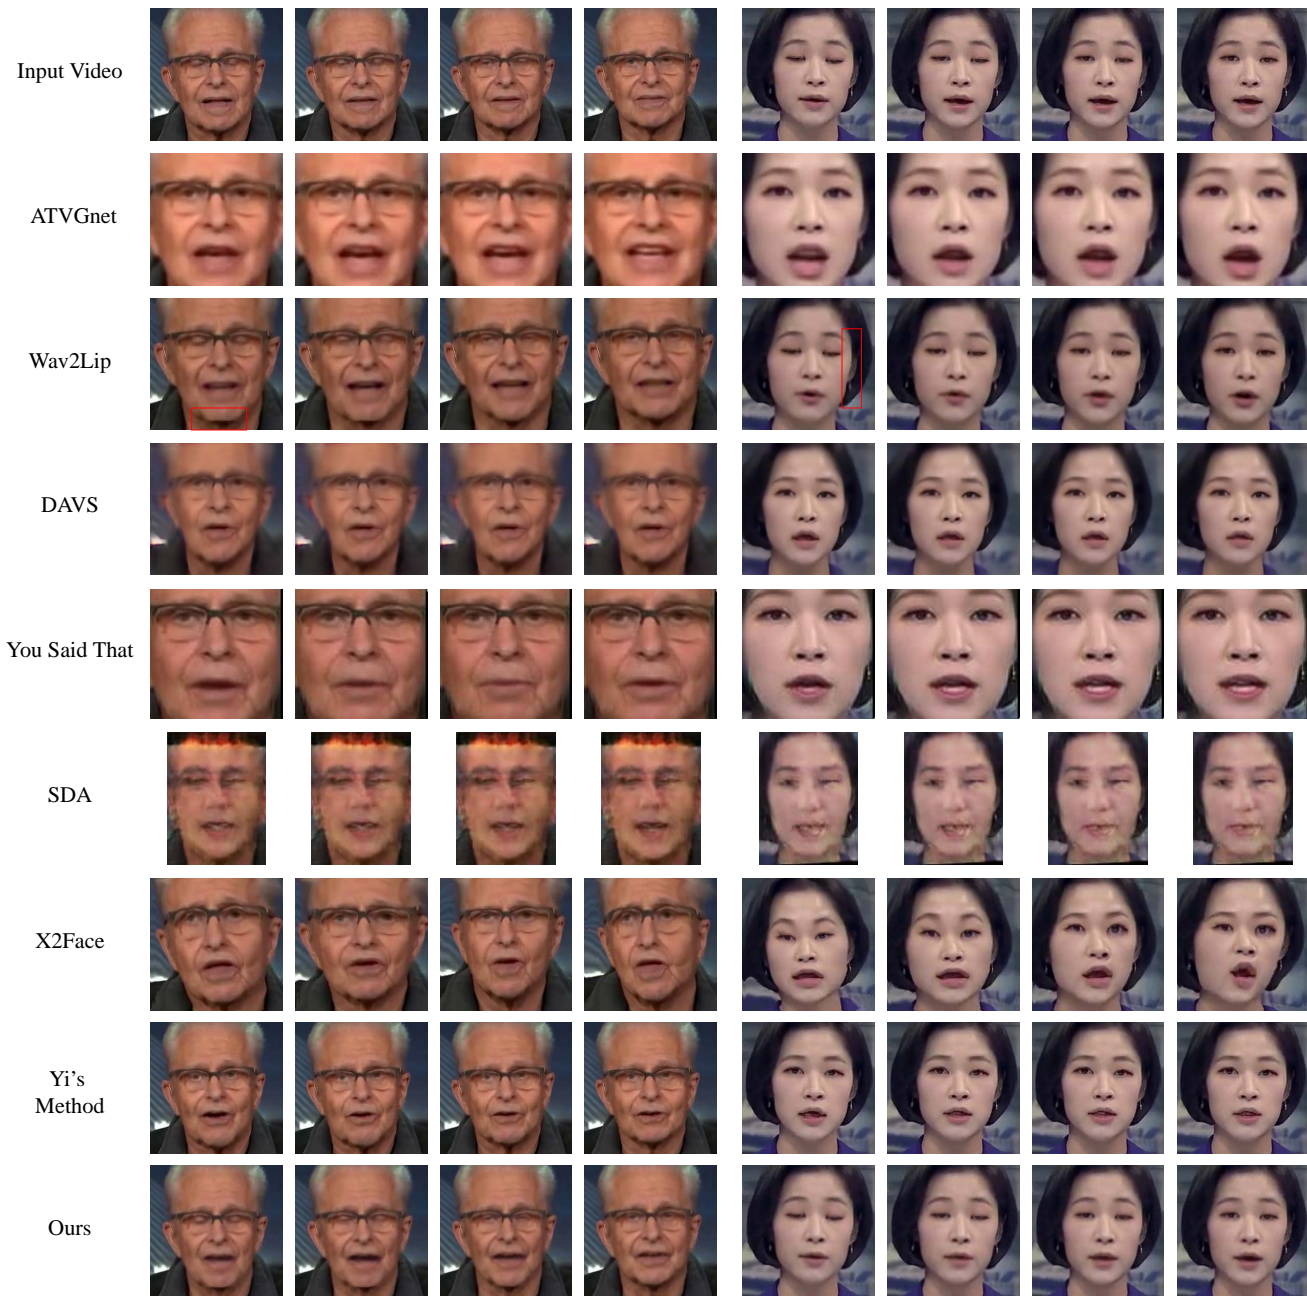 Input Video
ATVGnet
Wav2Lip
DAVS
You Said That
SDA
X2Face
Yi's
Method
Ours